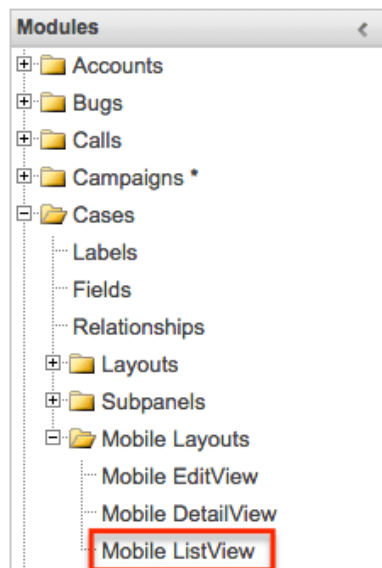 Modules
Accounts
Bugs
Calls
Campaigns *
Cases
Labels
Fields
Relationships
Layouts
Subpanels
Mobile Layouts
Mobile EditView
Mobile DetailView
Mobile ListView